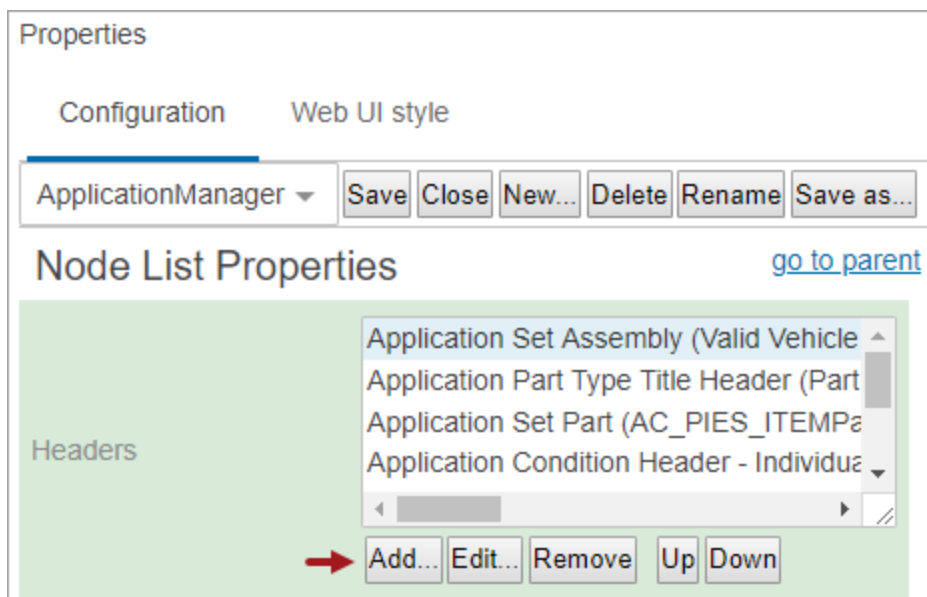 Properties
Configuration Web UI style
ApplicationManager Save Close New... Delete Rename Save as...
Node List Properties go to parent
Application Set Assembly (Valid Vehicle
Application Part Type Title Header (Part
Application Set Part (AC_PIES_ITEMPa
Headers
Application Condition Header - Individua
Add... Edit... Remove Up Down